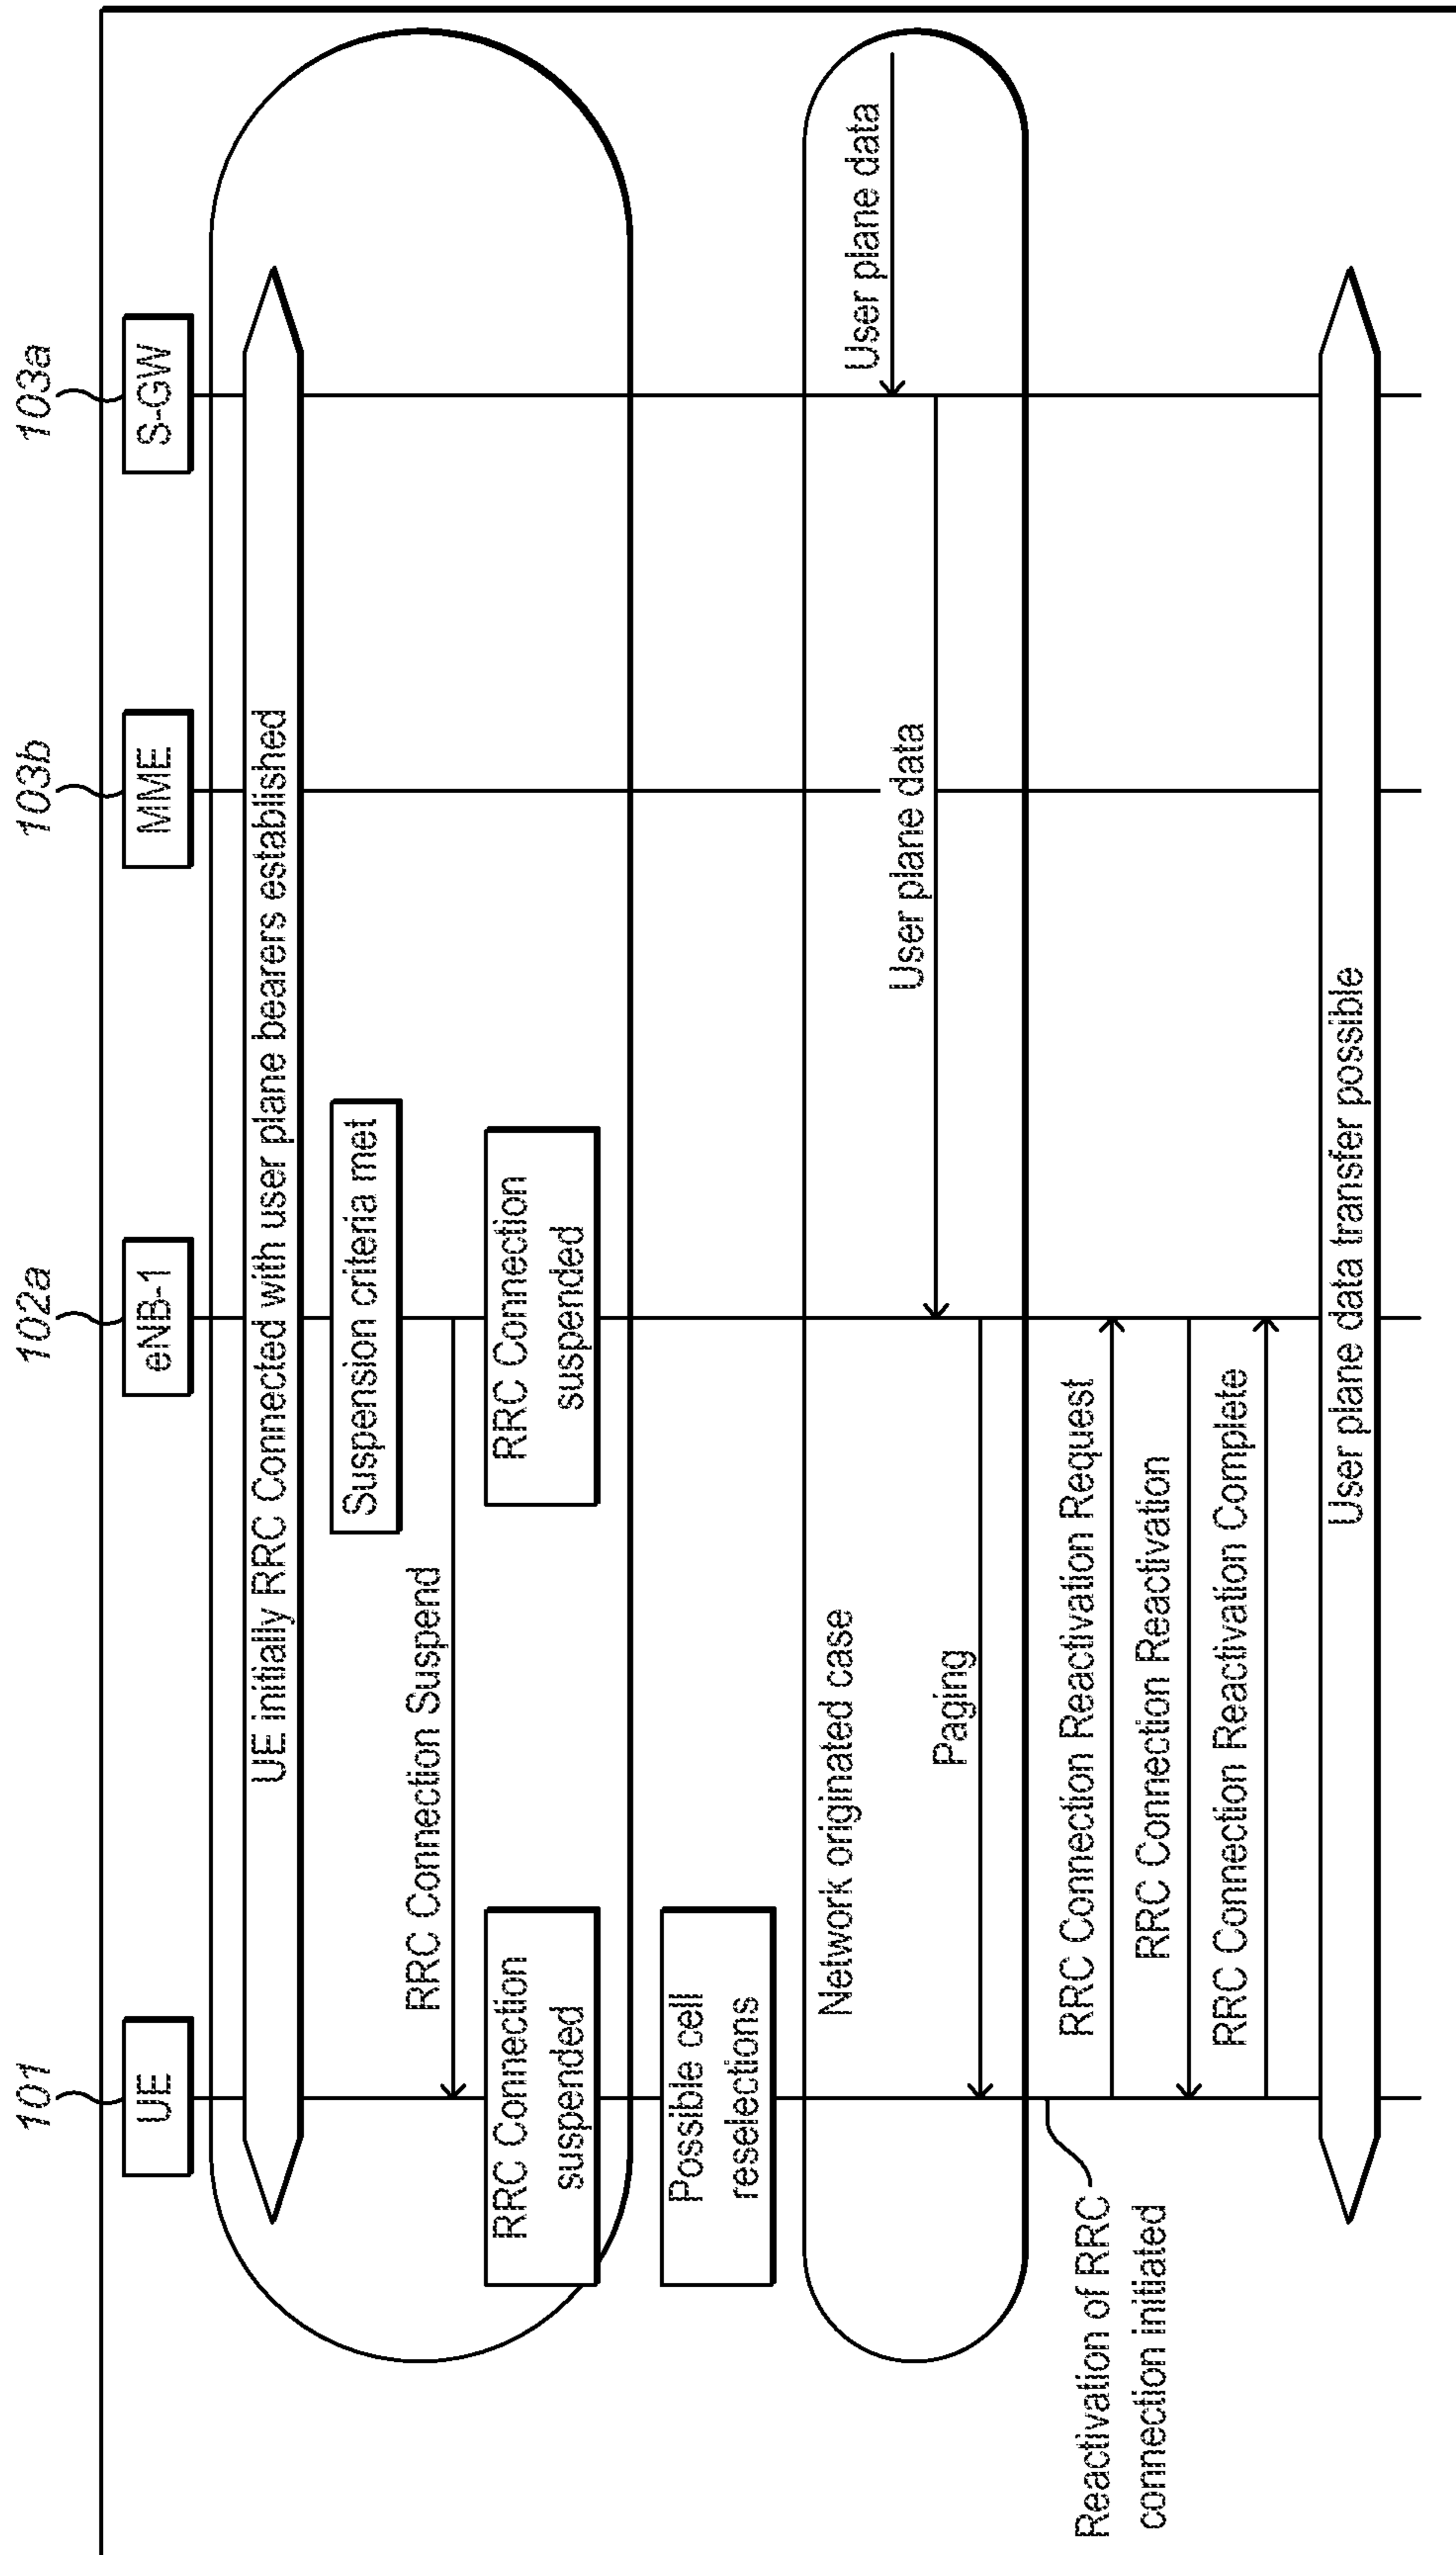 101
102a
103b
103a
UE
eNB-1
MME
S-GW
UE initially RRC Connected with user plane bearers established
Suspension criteria met
RRC Connection Suspend
RRC Connection
suspended
RRC Connection
suspended
Possible cell
reselections
Network originated case
User plane data
User plane data
Paging
Reactivation of RRC
connection initiated
RRC Connection Reactivation Request
RRC Connection Reactivation
RRC Connection Reactivation Complete
User plane data transfer possible